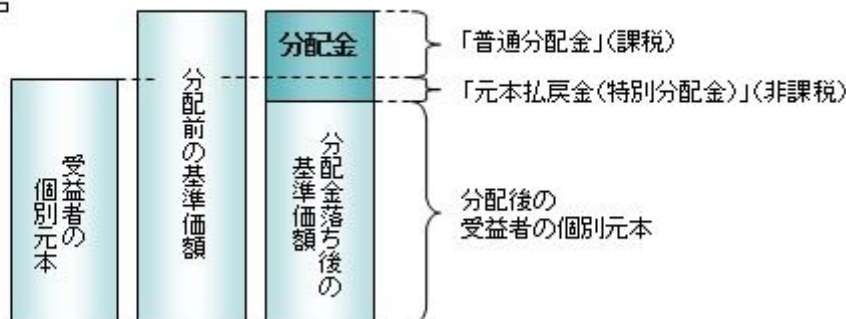 分配金
「普通分配金」(課税)
「元本払戻金(特別分配金)」(非課税)
受益者の
個別元本
分配前の基準価額
分配金落ち後の
基準価額
分配後の
受益者の個別元本